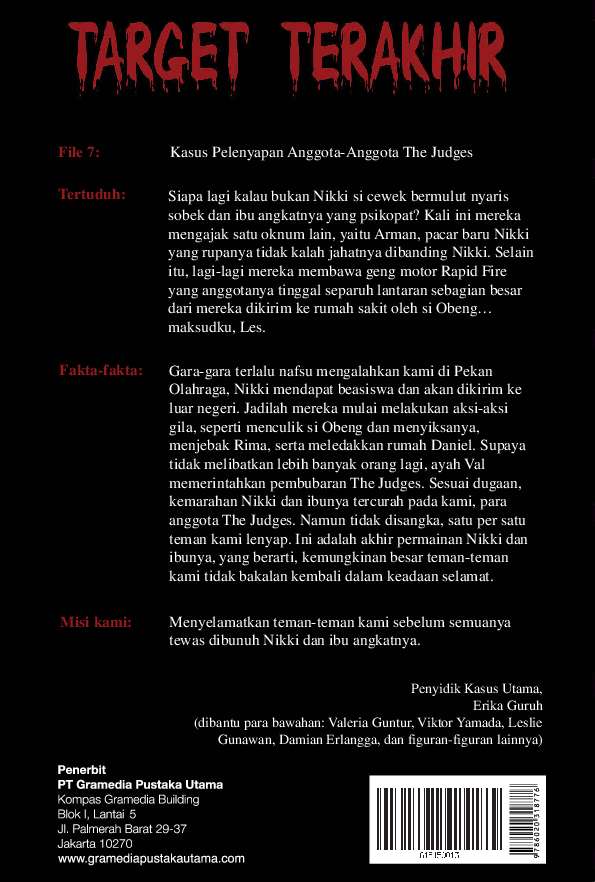 TARGET TERAKHIR
File 7: Kasus Pelenyapan Anggota-Anggota The Judges
Tertuduh: Siapa lagi kalau bukan Nikki si cewek bermulut nyaris
sobek dan ibu angkatnya yang psikopat? Kali ini mereka
mengajak satu oknum lain, yaitu Arman, pacar baru Nikki
yang rupanya tidak kalah jahatnya dibanding Nikki. Selain
itu, lagi-lagi mereka membawa geng motor Rapid Fire
yang anggotanya tinggal separuh lantaran sebagian besar
dari mereka dikirim ke rumah sakit oleh si Obeng…
maksudku, Les.
Fakta-fakta: Gara-gara terlalu nafsu mengalahkan kami di Pekan
Olahraga, Nikki mendapat beasiswa dan akan dikirim ke
luar negeri. Jadilah mereka mulai melakukan aksi-aksi
gila, seperti menculik si Obeng dan menyiksanya,
menjebak Rima, serta meledakkan rumah Daniel. Supaya
tidak melibatkan lebih banyak orang lagi, ayah Val
memerintahkan pembubaran The Judges. Sesuai dugaan,
kemarahan Nikki dan ibunya tercurah pada kami, para
anggota The Judges. Namun tidak disangka, satu per satu
teman kami lenyap. Ini adalah akhir permainan Nikki dan
ibunya, yang berarti, kemungkinan besar teman-teman
kami tidak bakalan kembali dalam keadaan selamat.
Misi kami: Menyelamatkan teman-teman kami sebelum semuanya
tewas dibunuh Nikki dan ibu angkatnya.
Penyidik Kasus Utama,
Erika Guruh
(dibantu para bawahan: Valeria Guntur, Viktor Yamada, Leslie
Gunawan, Damian Erlangga, dan figuran-figuran lainnya)
Penerbit
PT Gramedia Pustaka Utama
Kompas Gramedia Building
Blok I, Lantai 5
Jl. Palmerah Barat 29-37
Jakarta 10270
www.gramediapustakautama.com
618150013
9786020318776